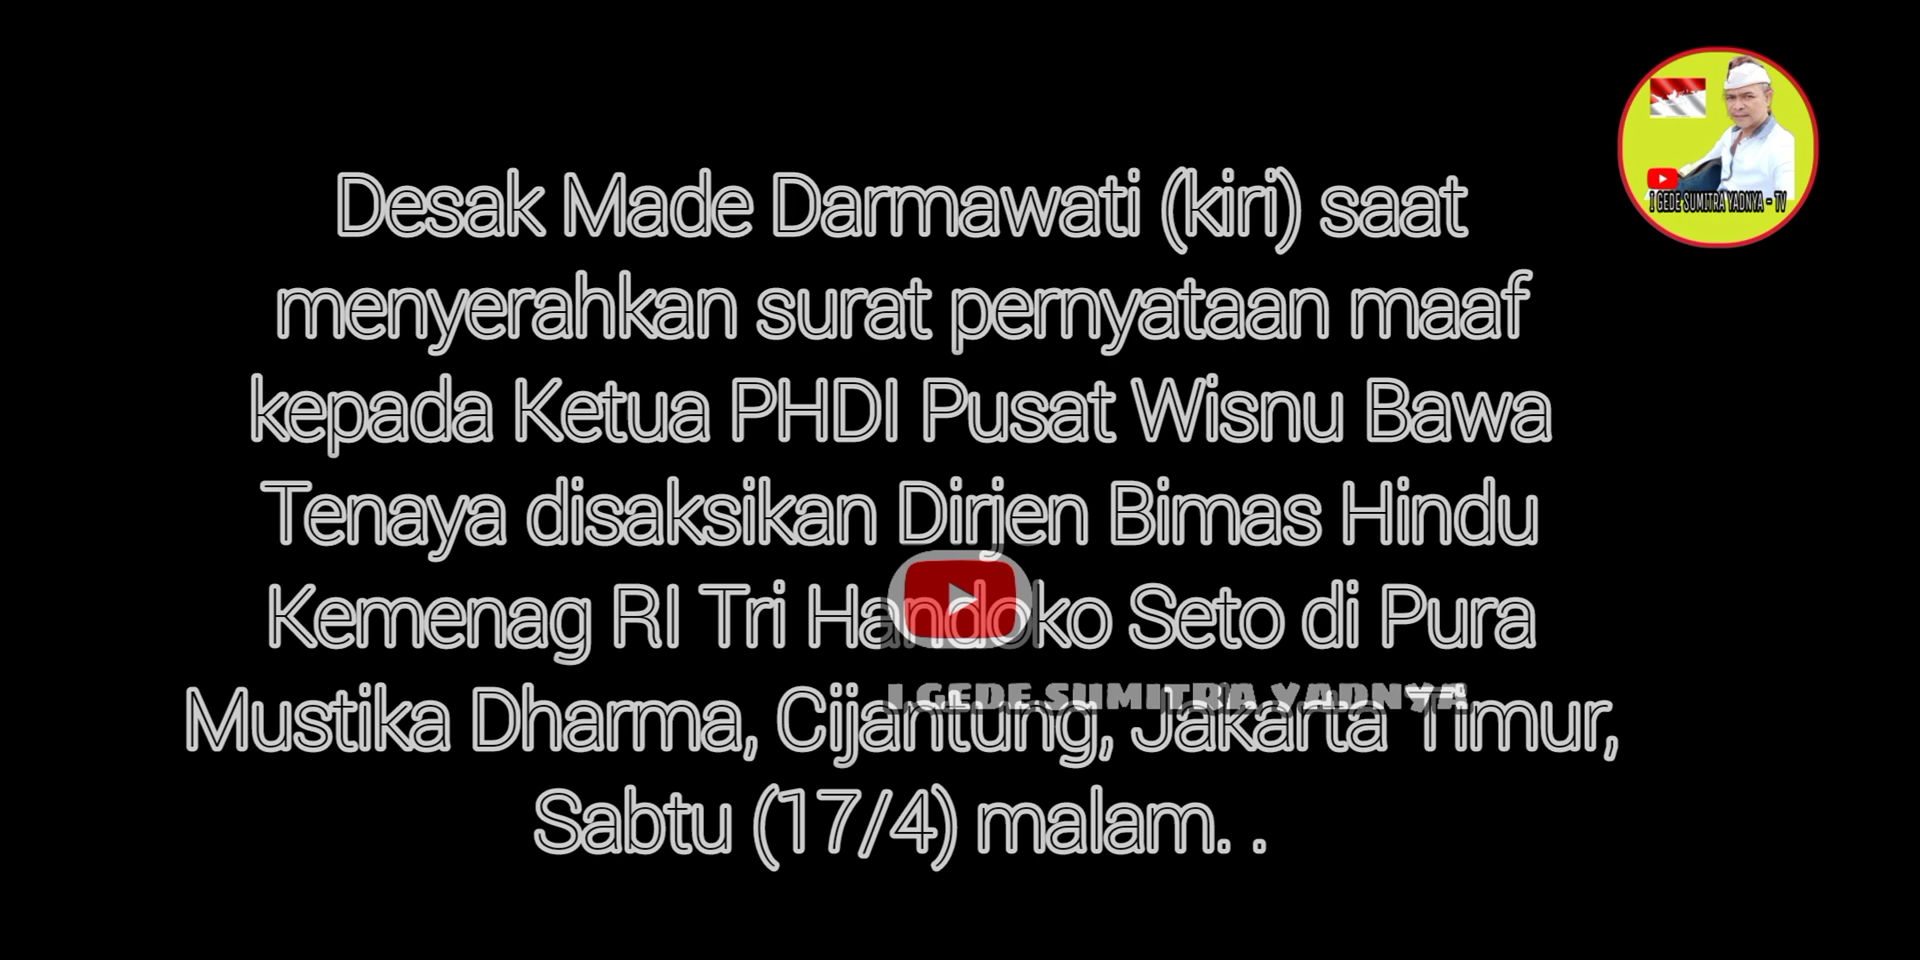 Desak Made Darmawati (kiri) saat
menyerahkan surat pernyataan maaf
kepada Ketua PHDI Pusat Wisnu Bawa
Tenaya disaksikan Dirjen Bimas Hindu
Kemenag RI Tri Handoko Seto di Pura
Mustika Dharma, Cijantung, Jakarta Timur,
Sabtu (17/4) malam. .
I GEDE SUMITRA YADNYA
I GEDE SUMITRA YADNYA - TV